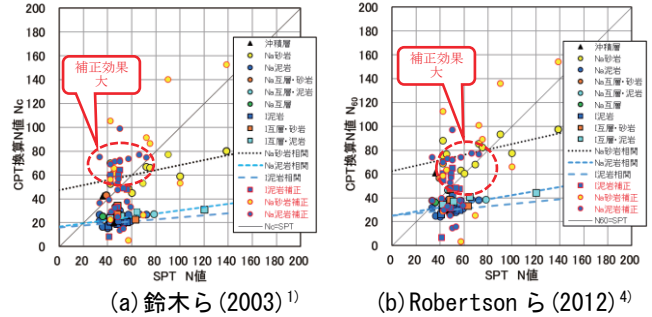 補正効果
大
CPT換算N値 Nc
200
180
160
140
120
100
80
60
40
20
0
0 20 40 60 80 100 120 140 160 180 200
SPT N値
沖積層
Na砂岩
Na泥岩
Na互層・砂岩
Na互層・泥岩
Na互層
I泥岩
I互層・砂岩
I互層・泥岩
Na砂岩相関
Na泥岩相関
I泥岩相関
I泥岩補正
Na砂岩補正
Na泥岩補正
Nc=SPT
(a)鈴木ら(2003)1)
補正効果
大
CPT換算N値 N60
200
180
160
140
120
100
80
60
40
20
0
0 20 40 60 80 100 120 140 160 180 200
SPT N値
沖積層
Na砂岩
Na泥岩
Na互層・砂岩
Na互層・泥岩
Na互層
I泥岩
I互層・砂岩
I互層・泥岩
Na砂岩相関
Na泥岩相関
I泥岩相関
I泥岩補正
Na砂岩補正
Na泥岩補正
N60=SPT
(b)Robertsonら(2012)4)